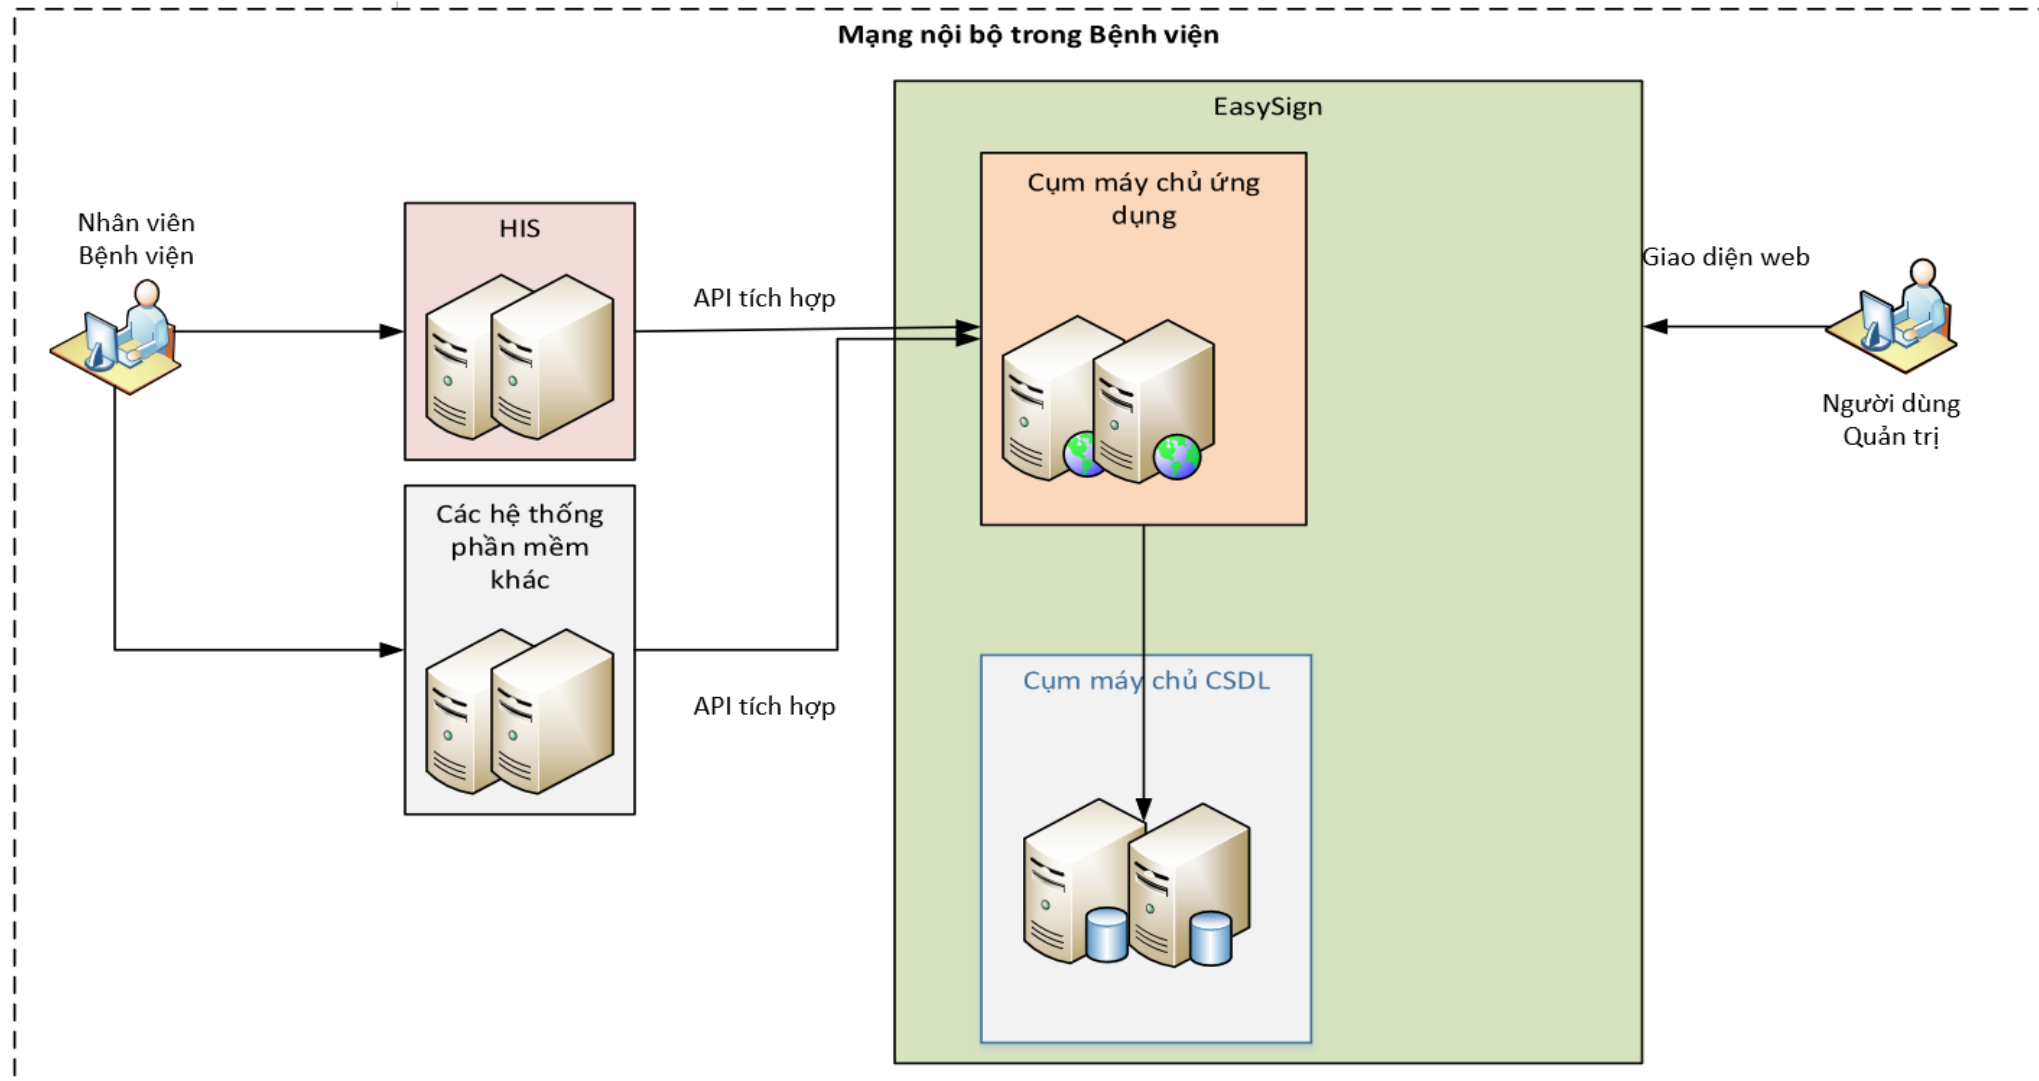 Mạng nội bộ trong Bệnh viện
EasySign
Cụm máy chủ ứng
dụng
Nhân viên
Bệnh viện
HIS
API tích hợp
Giao diện web
Người dùng
Quản trị
Các hệ thống
phần mềm
khác
API tích hợp
Cụm máy chủ CSDL